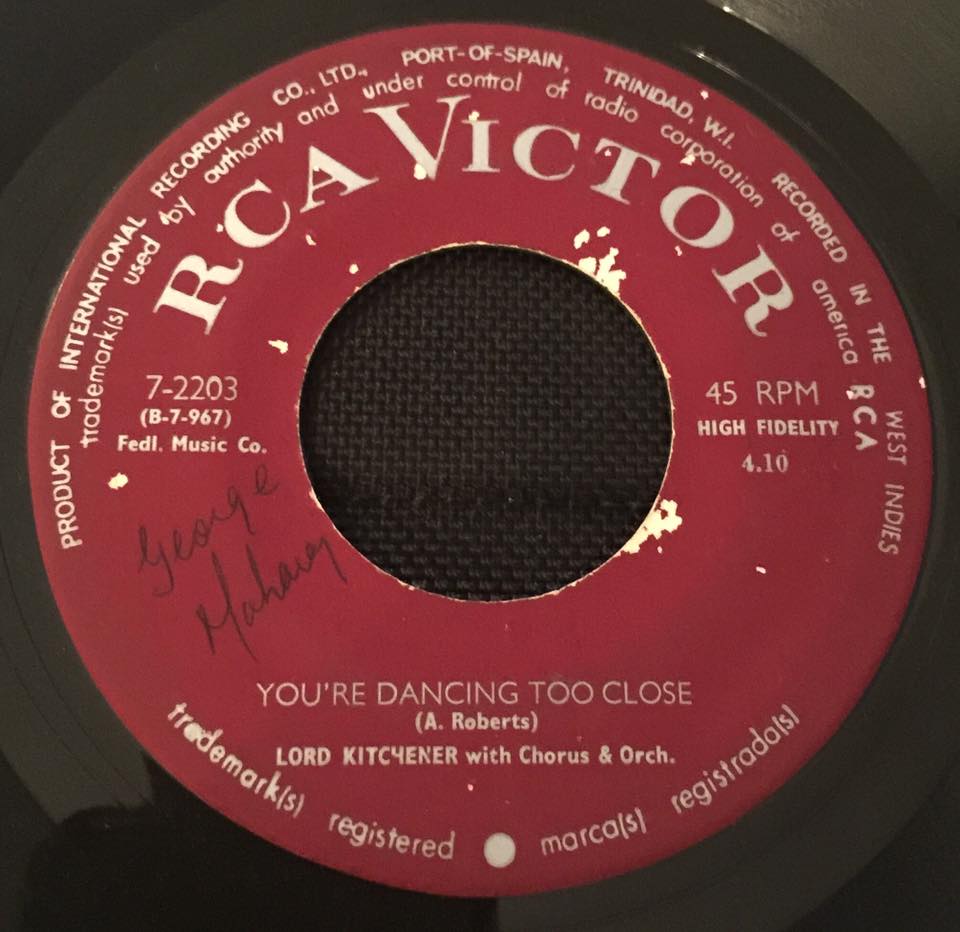 PRODUCT OF INTERNATIONAL RECORDING CO., LTD., PORT-OF-SPAIN, TRINIDAD, W.I. RECORDED IN THE WEST INDIES
trademark(s) used by authority and under control of radio corporation of america RCA
RCA VICTOR
7-2203
(B-7-967)
Fedl. Music Co.
45 RPM
HIGH FIDELITY
4.10
George
YOU'RE DANCING TOO CLOSE
(A. Roberts)
LORD KITCHENER with Chorus & Orch.
trademark(s) registered marca(s) registrada(s)